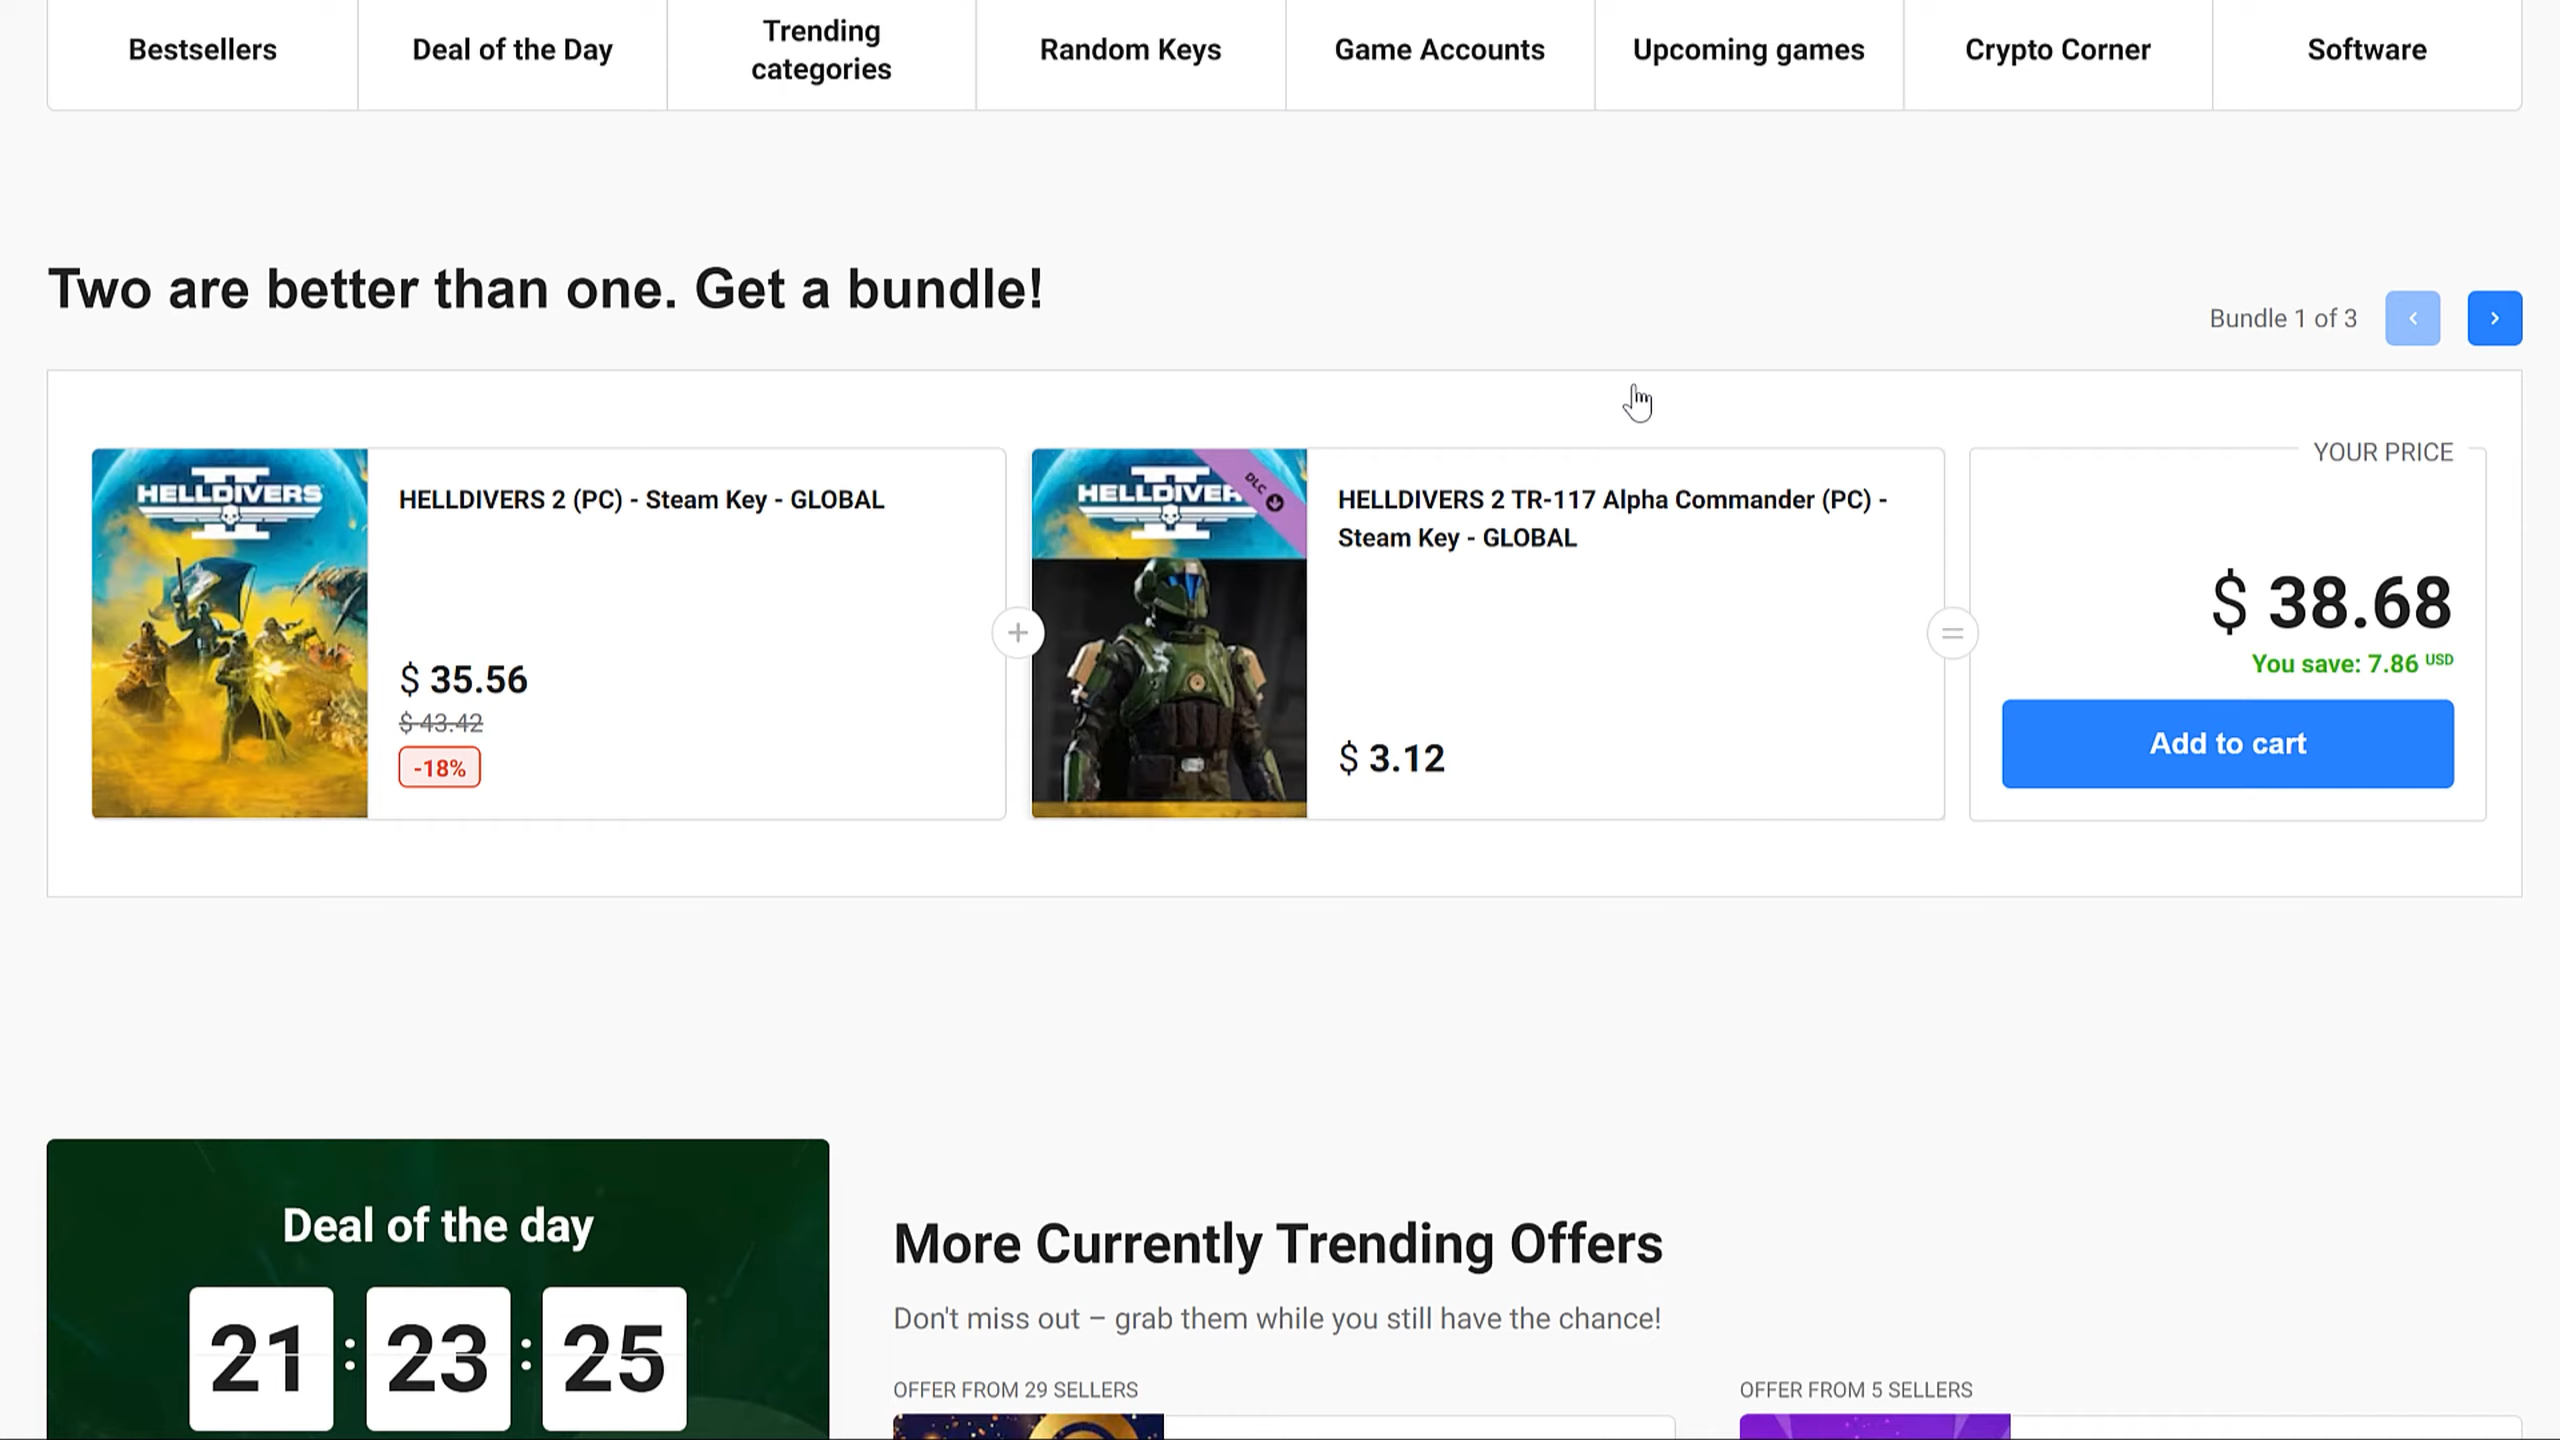 Bestsellers
Deal of the Day
Trending
categories
Random Keys
Game Accounts
Upcoming games
Crypto Corner
Software
Two are better than one. Get a bundle!
Bundle 1 of 3
HELLDIVERS
HELLDIVERS 2 (PC) - Steam Key - GLOBAL
$ 35.56
$ 43.42
-18%
+
HELLDIVER
DLC
HELLDIVERS 2 TR-117 Alpha Commander (PC) -
Steam Key - GLOBAL
$ 3.12
=
YOUR PRICE
$ 38.68
You save: 7.86 USD
Add to cart
Deal of the day
21 : 23 : 25
More Currently Trending Offers
Don't miss out – grab them while you still have the chance!
OFFER FROM 29 SELLERS
OFFER FROM 5 SELLERS